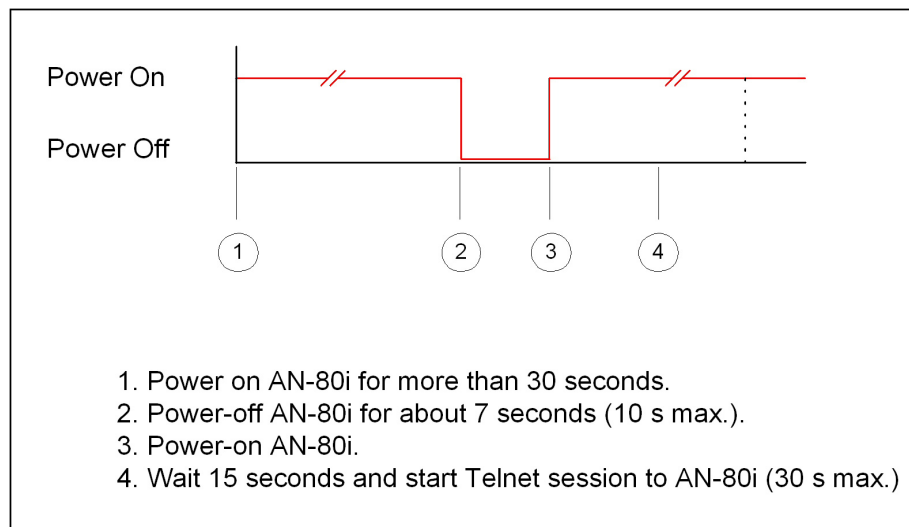 Power On
Power Off
1
2
3
4
1. Power on AN-80i for more than 30 seconds.
2. Power-off AN-80i for about 7 seconds (10 s max.).
3. Power-on AN-80i.
4. Wait 15 seconds and start Telnet session to AN-80i (30 s max.)